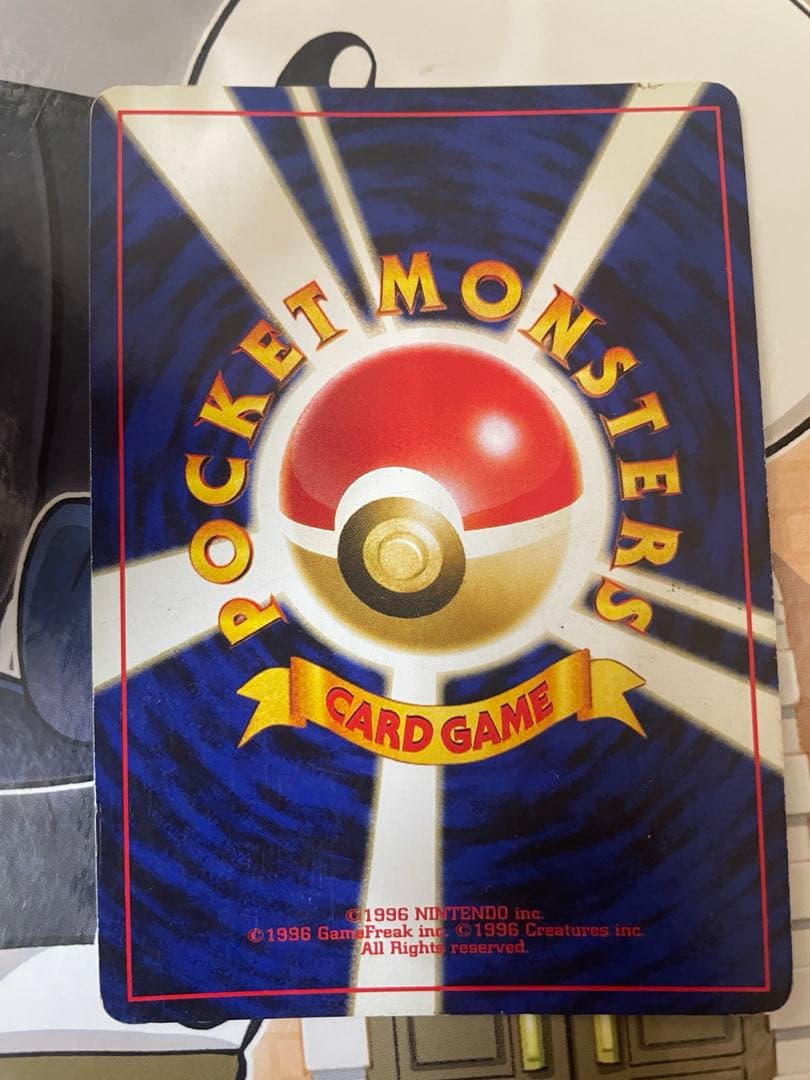 POCKET MONSTERS
CARD GAME
©1996 NINTENDO inc.
©1996 GameFreak inc. ©1996 Creatures inc.
All Rights reserved.